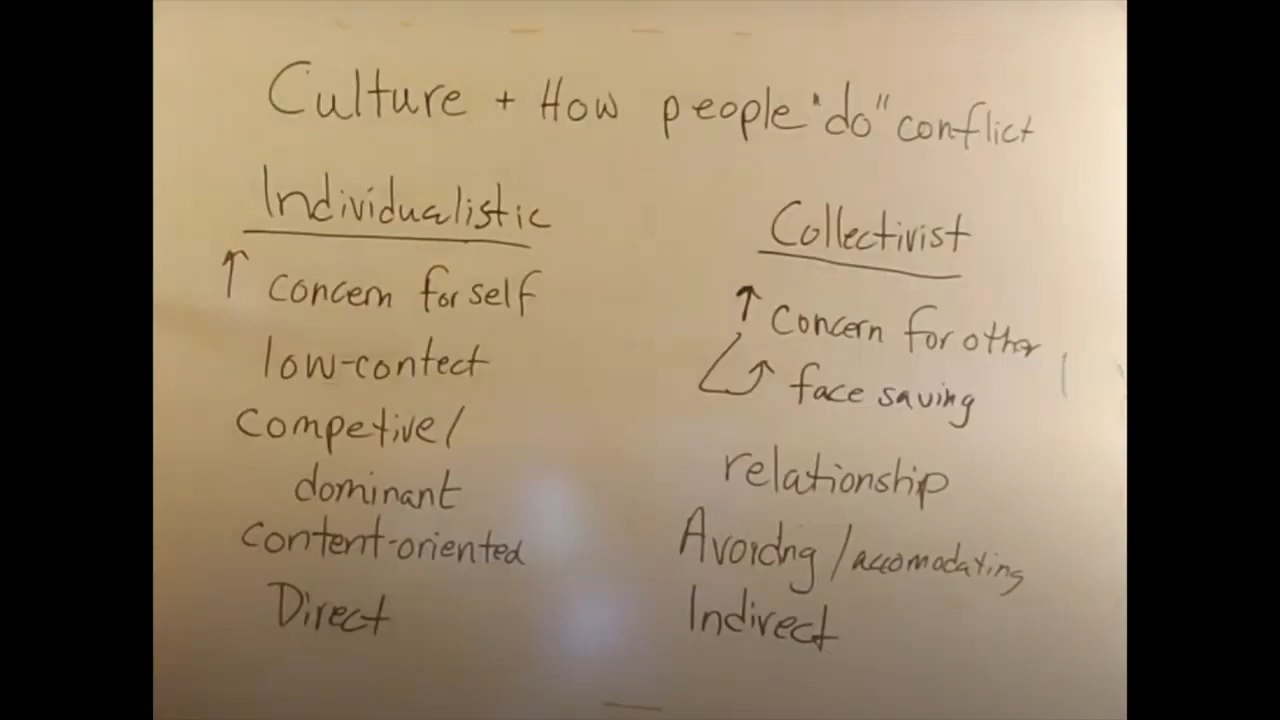 Culture + How people "do" conflict
Individualistic
↑ concern for self
low-contect
Competive/
dominant
Content-oriented
Direct
Collectivist
↑ Concern for other
↑ face saving
relationship
Avoidng / accomodating
Indirect